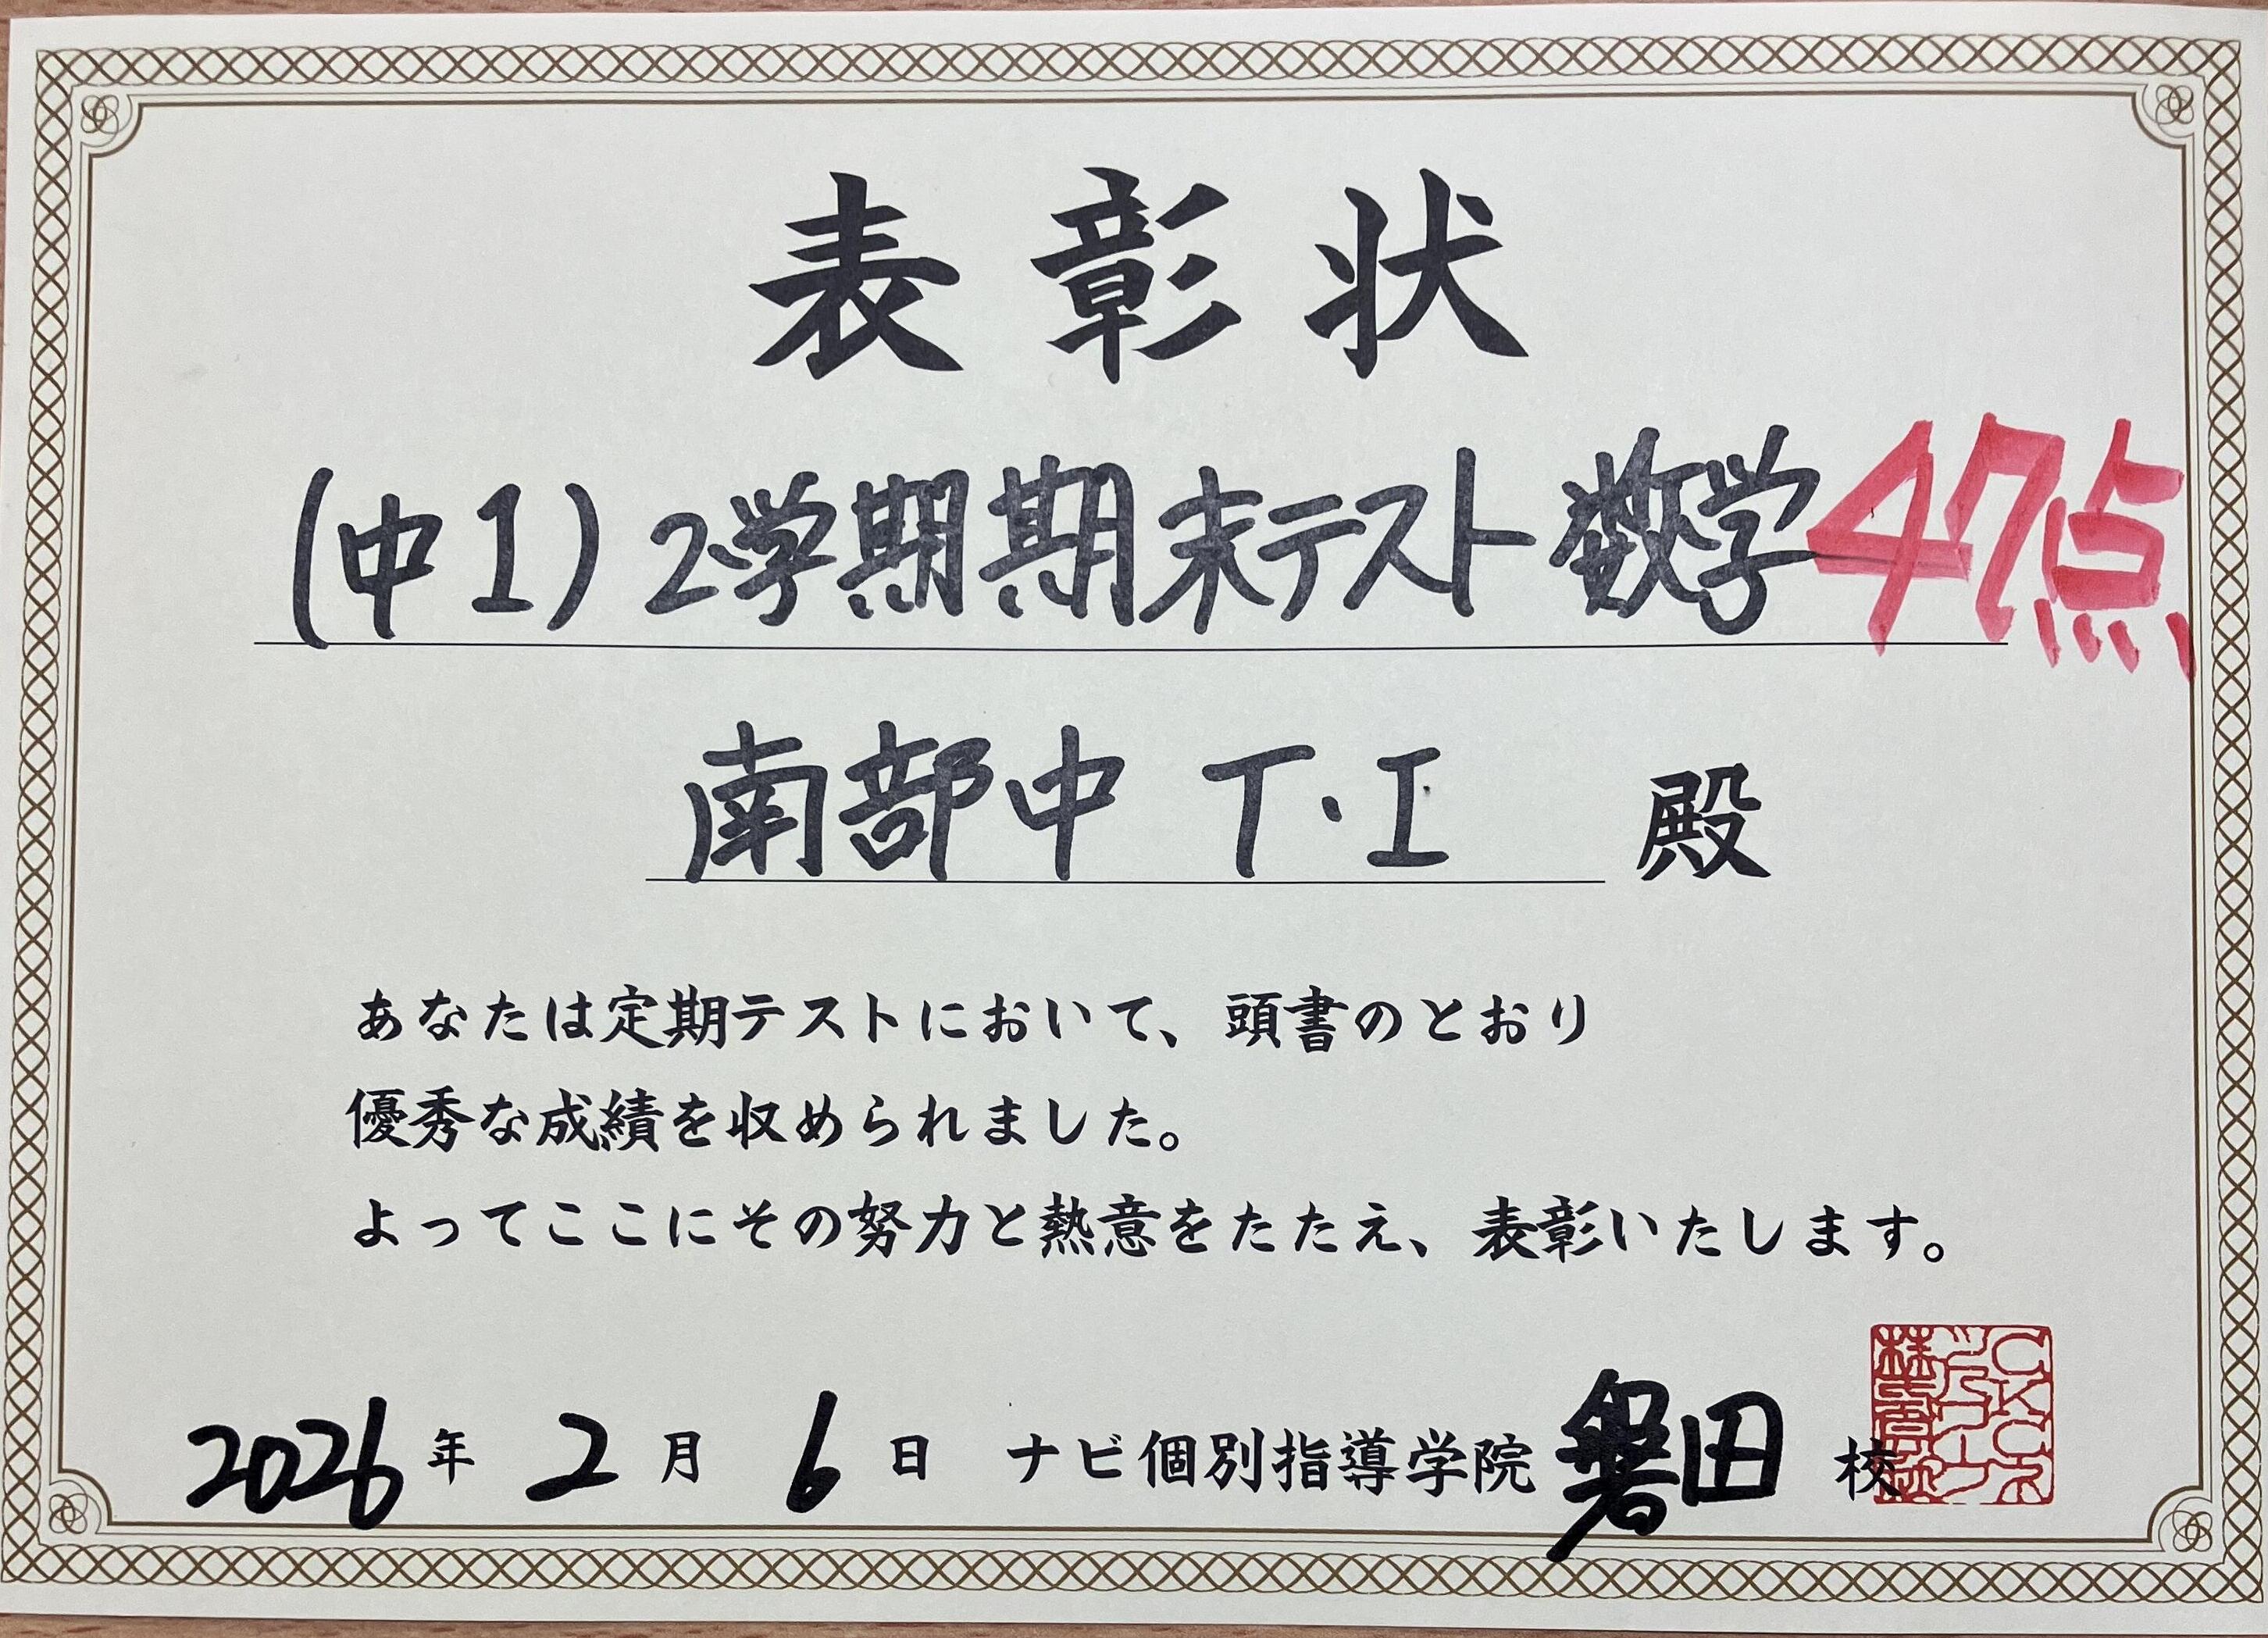 表彰状
(中1)2学期期末テスト数学47点
南部中 T・I 殿
あなたは定期テストにおいて、頭書のとおり
優秀な成績を収められました。
よってここにその努力と熱意をたたえ、表彰いたします。
2026年 2月 6日 ナビ個別指導学院 磐田 校